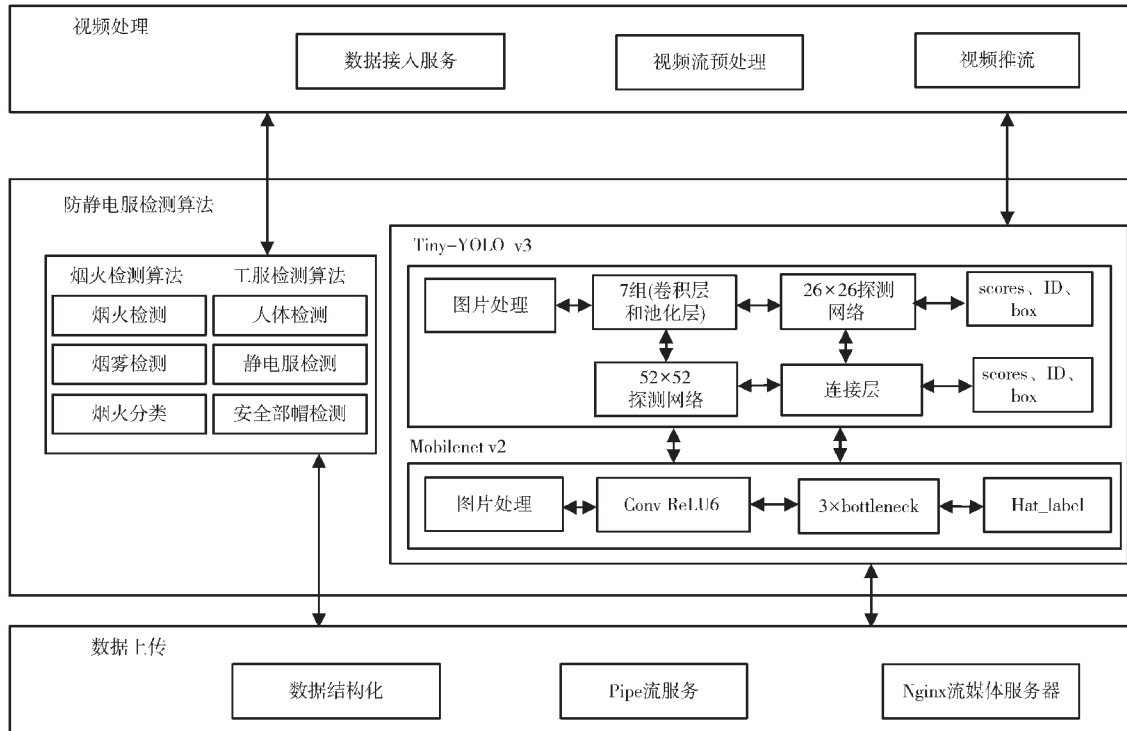 视频处理
数据接入服务
视频流预处理
视频推流
防静电服检测算法
烟火检测算法
工服检测算法
烟火检测
人体检测
烟雾检测
静电服检测
烟火分类
安全部帽检测
Tiny-YOLO v3
图片处理
7组(卷积层
和池化层)
26×26探测
网络
scores、ID、
box
52×52
探测网络
连接层
scores、ID、
box
Mobilenet v2
图片处理
Conv ReLU6
3×bottleneck
Hat_label
数据上传
数据结构化
Pipe流服务
Nginx流媒体服务器